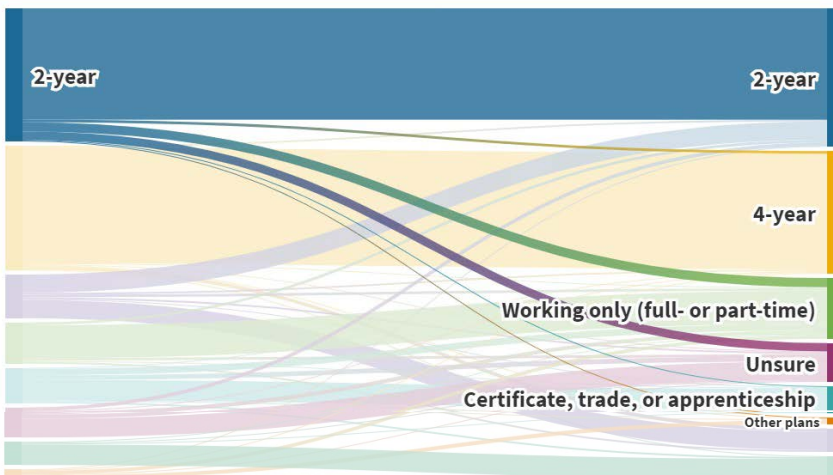 2-year
2-year
4-year
Working only (full- or part-time)
Unsure
Certificate, trade, or apprenticeship
Other plans